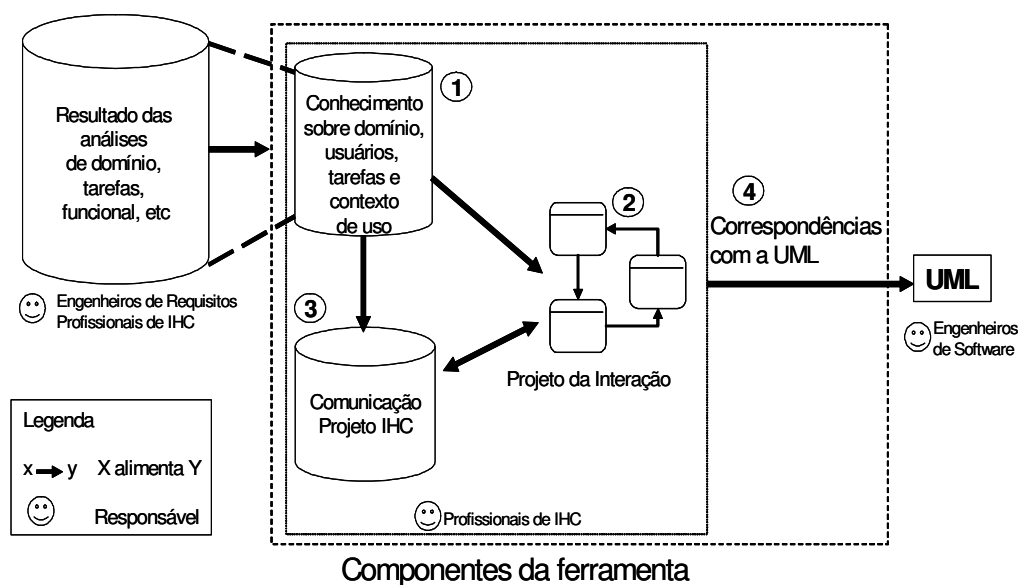 Resultado das
análises
de domínio,
tarefas,
funcional, etc
Engenheiros de Requisitos
Profissionais de IHC
1
Conhecimento
sobre domínio,
usuários,
tarefas e
contexto
de uso
2
Projeto da Interação
3
Comunicação
Projeto IHC
Profissionais de IHC
4
Correspondências
com a UML
UML
Engenheiros
de Software
Legenda
x y X alimenta Y
Responsável
Componentes da ferramenta